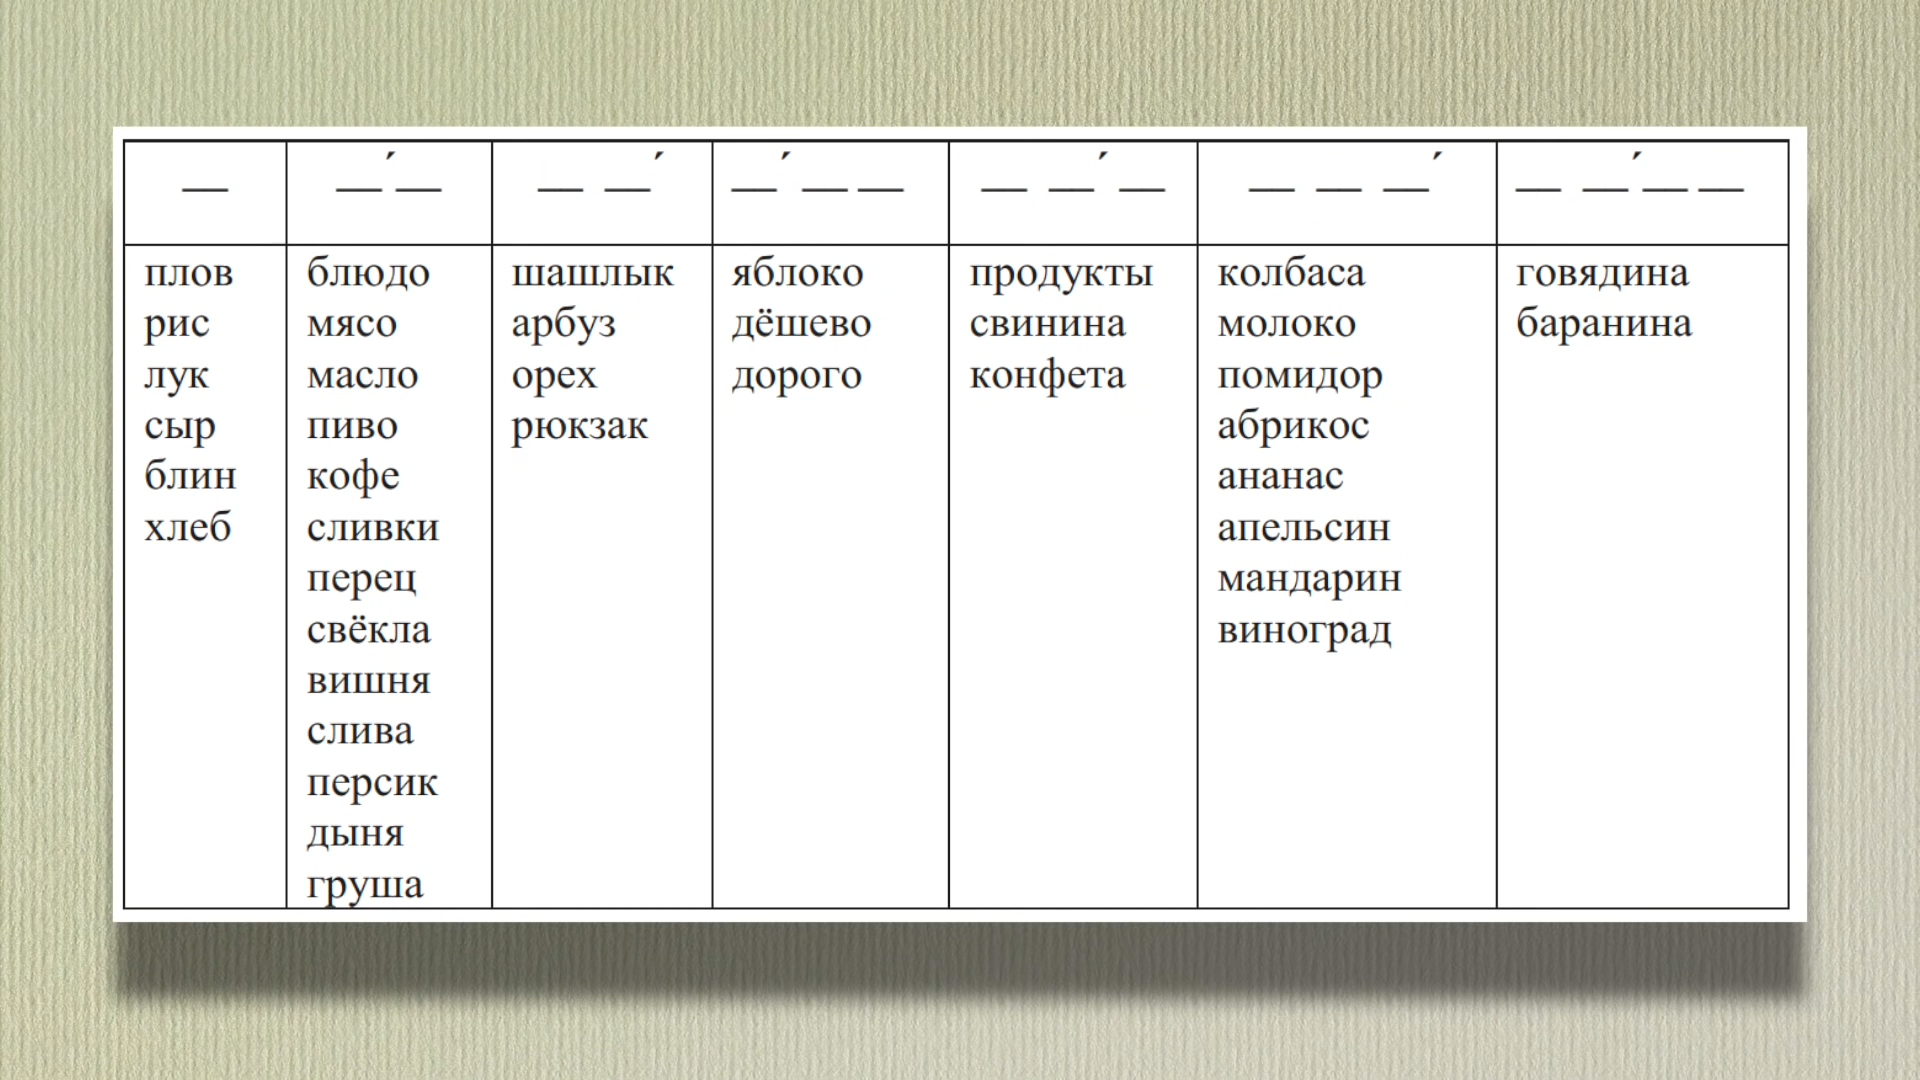 — —´— — —´ —´ — — — —´ — — — —´ — —´ — —
плов блюдо шашлык яблоко продукты колбаса говядина
рис мясо арбуз дёшево свинина молоко баранина
лук масло орех дорого конфета помидор
сыр пиво рюкзак абрикос
блин кофе ананас
хлеб сливки апельсин
перец мандарин
свёкла виноград
вишня
слива
персик
дыня
груша